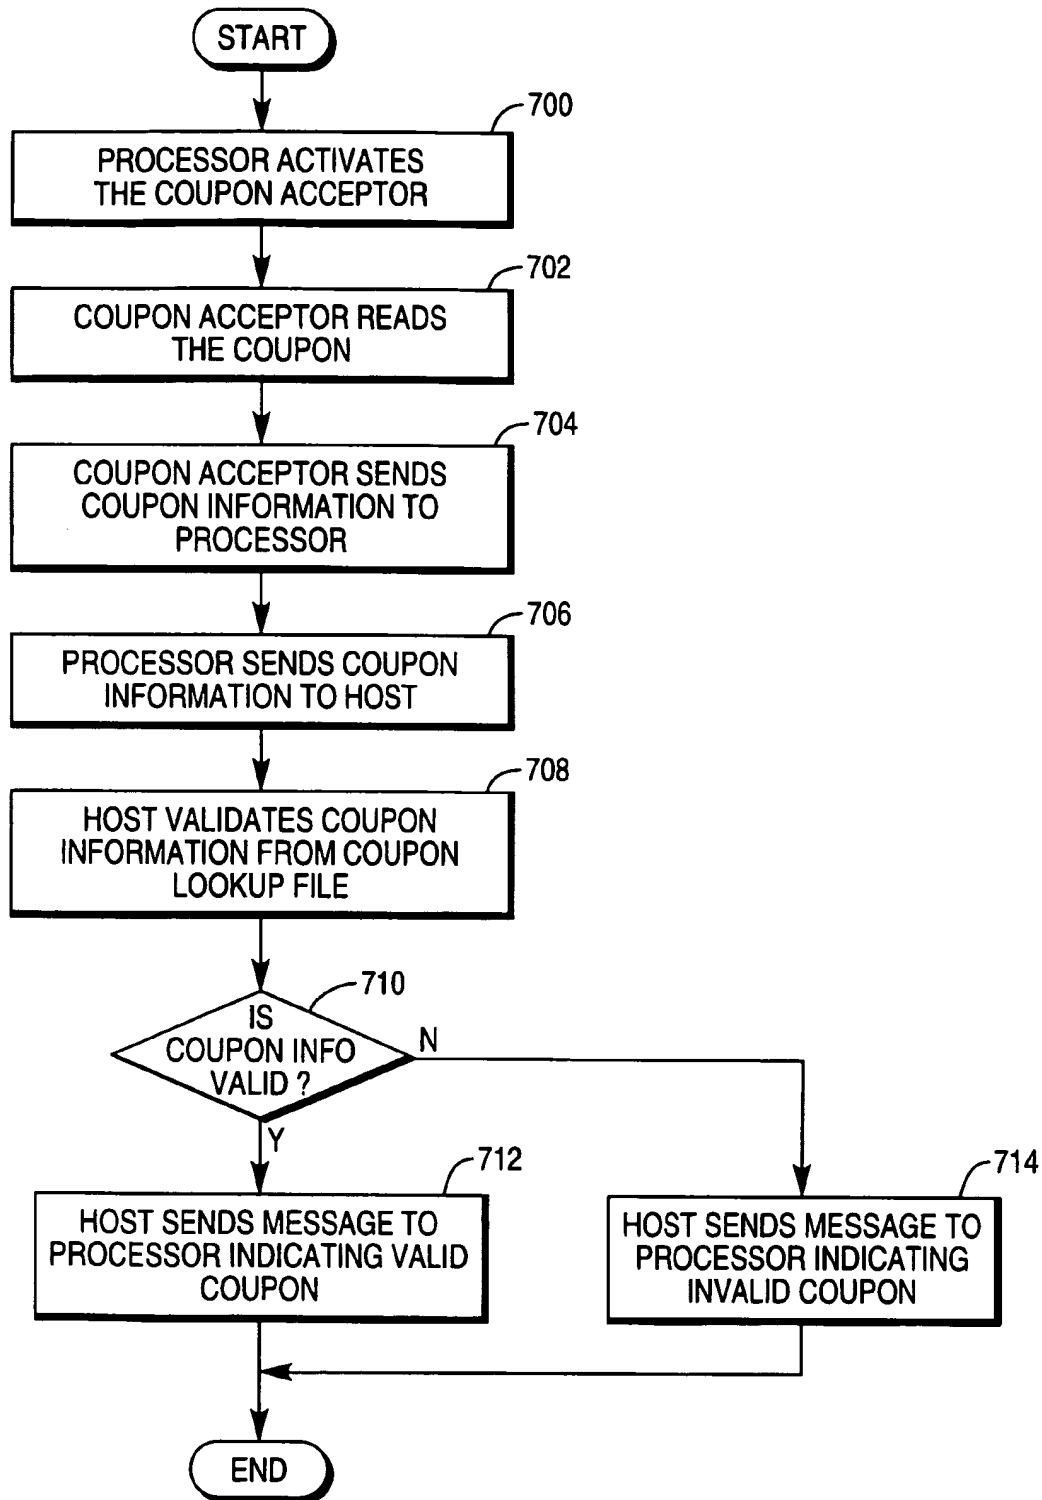 START
700
PROCESSOR ACTIVATES
THE COUPON ACCEPTOR
702
COUPON ACCEPTOR READS
THE COUPON
704
COUPON ACCEPTOR SENDS
COUPON INFORMATION TO
PROCESSOR
706
PROCESSOR SENDS COUPON
INFORMATION TO HOST
708
HOST VALIDATES COUPON
INFORMATION FROM COUPON
LOOKUP FILE
710
IS
COUPON INFO
VALID ?
N
Y
712
HOST SENDS MESSAGE TO
PROCESSOR INDICATING VALID
COUPON
714
HOST SENDS MESSAGE TO
PROCESSOR INDICATING
INVALID COUPON
END